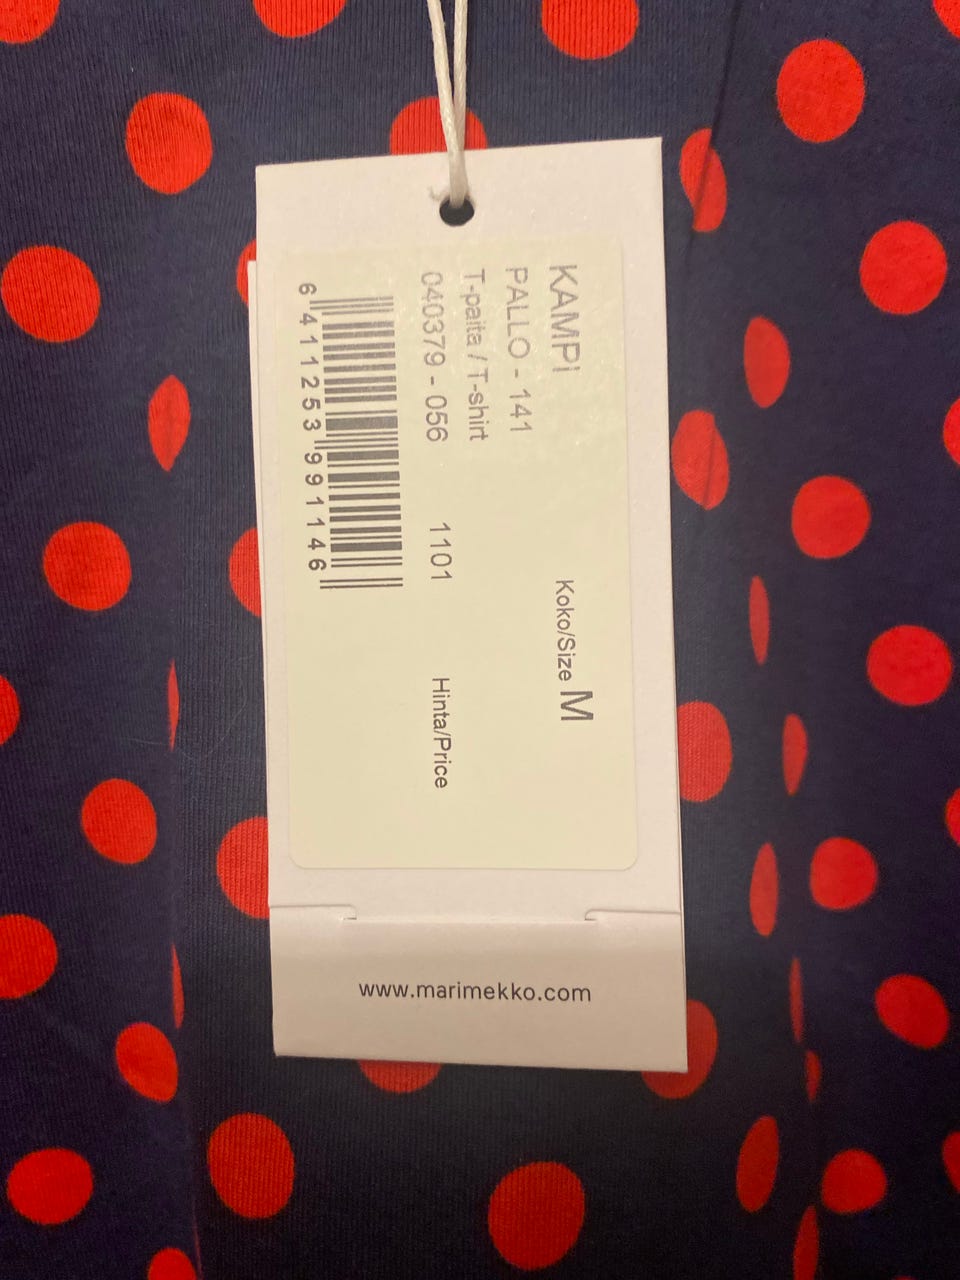 KAMPI
Koko/Size M
PALLO - 141
T-paita / T-shirt
040379 - 056 1101 Hinta/Price
6 411253 991146
www.marimekko.com